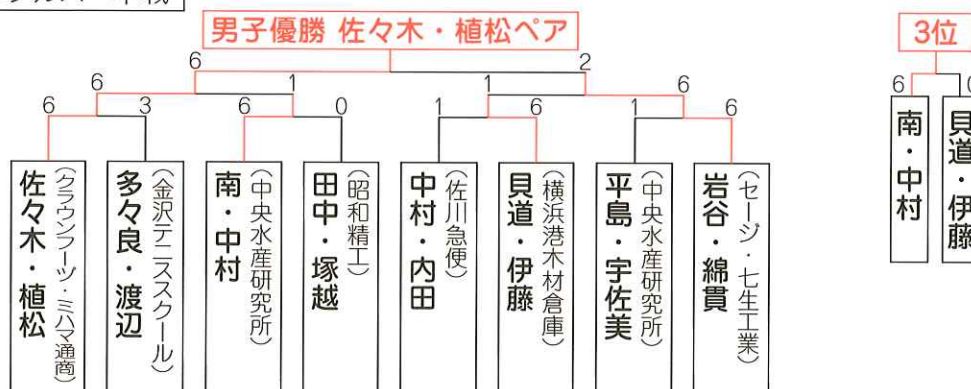 男子優勝 佐々木・植松ペア
6 2
6 1 1 6
6 3 6 0 1 6 1 6
佐々木・植松
(クラウンフーヅ・ミハマ通商)
多々良・渡辺
(金沢テニススクール)
南・中村
(中央水産研究所)
田中・塚越
(昭和精工)
中村・内田
(佐川急便)
貝道・伊藤
(横浜港木材倉庫)
平島・宇佐美
(中央水産研究所)
岩谷・綿貫
(セージ・七生工業)
3位
6 0
南・中村
貝道・伊藤